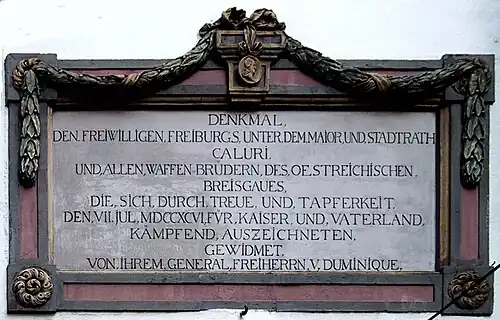 DENKMAL,
DEN, FREIWILLIGEN, FREIBURGS, UNTER, DEM, MAIOR, UND, STADTRATH
CALURI,
UND, ALLEN, WAFFEN-BRÜDERN, DES, OESTREICHISCHEN,
BREISGAUES,
DIE, SICH, DURCH, TREUE, UND, TAPFERKEIT,
DEN, VII, JUL, MDCCXCVI, FVR, KAISER, UND, VATERLAND,
KÄMPFEND, AUSZEICHNETEN,
GEWIDMET,
VON, IHREM, GENERAL, FREIHERRN, V, DUMINIQUE,